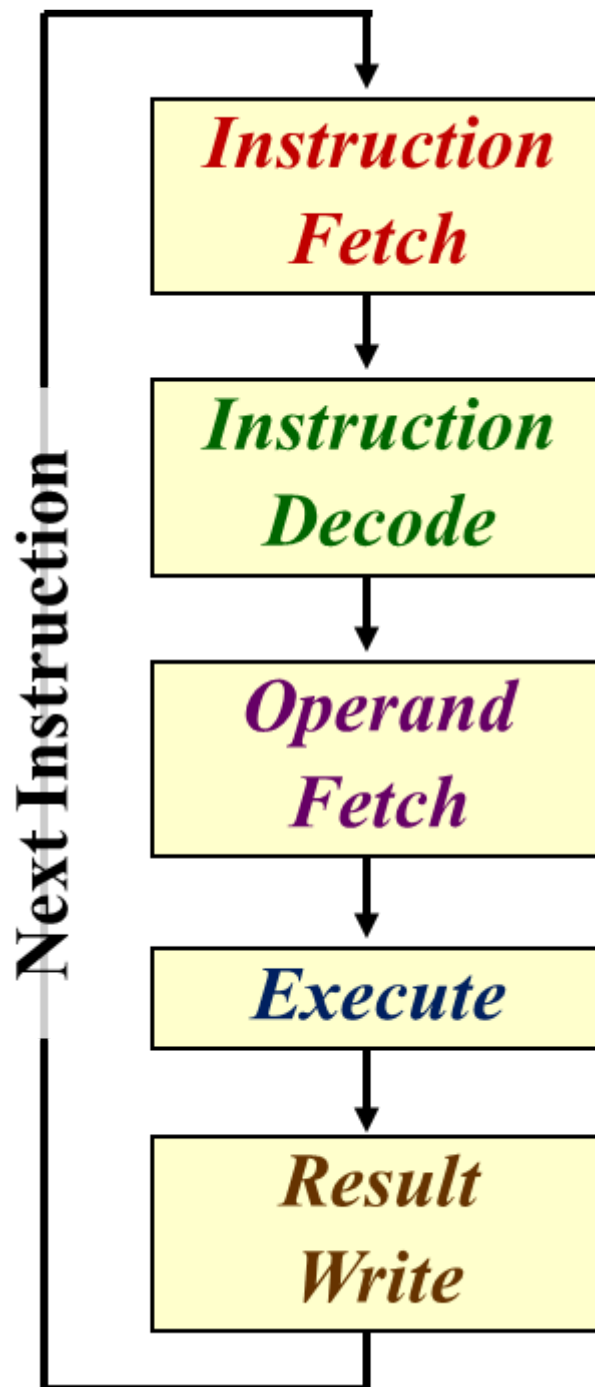 Instruction
Fetch
Instruction
Decode
Operand
Fetch
Execute
Result
Write
Next Instruction